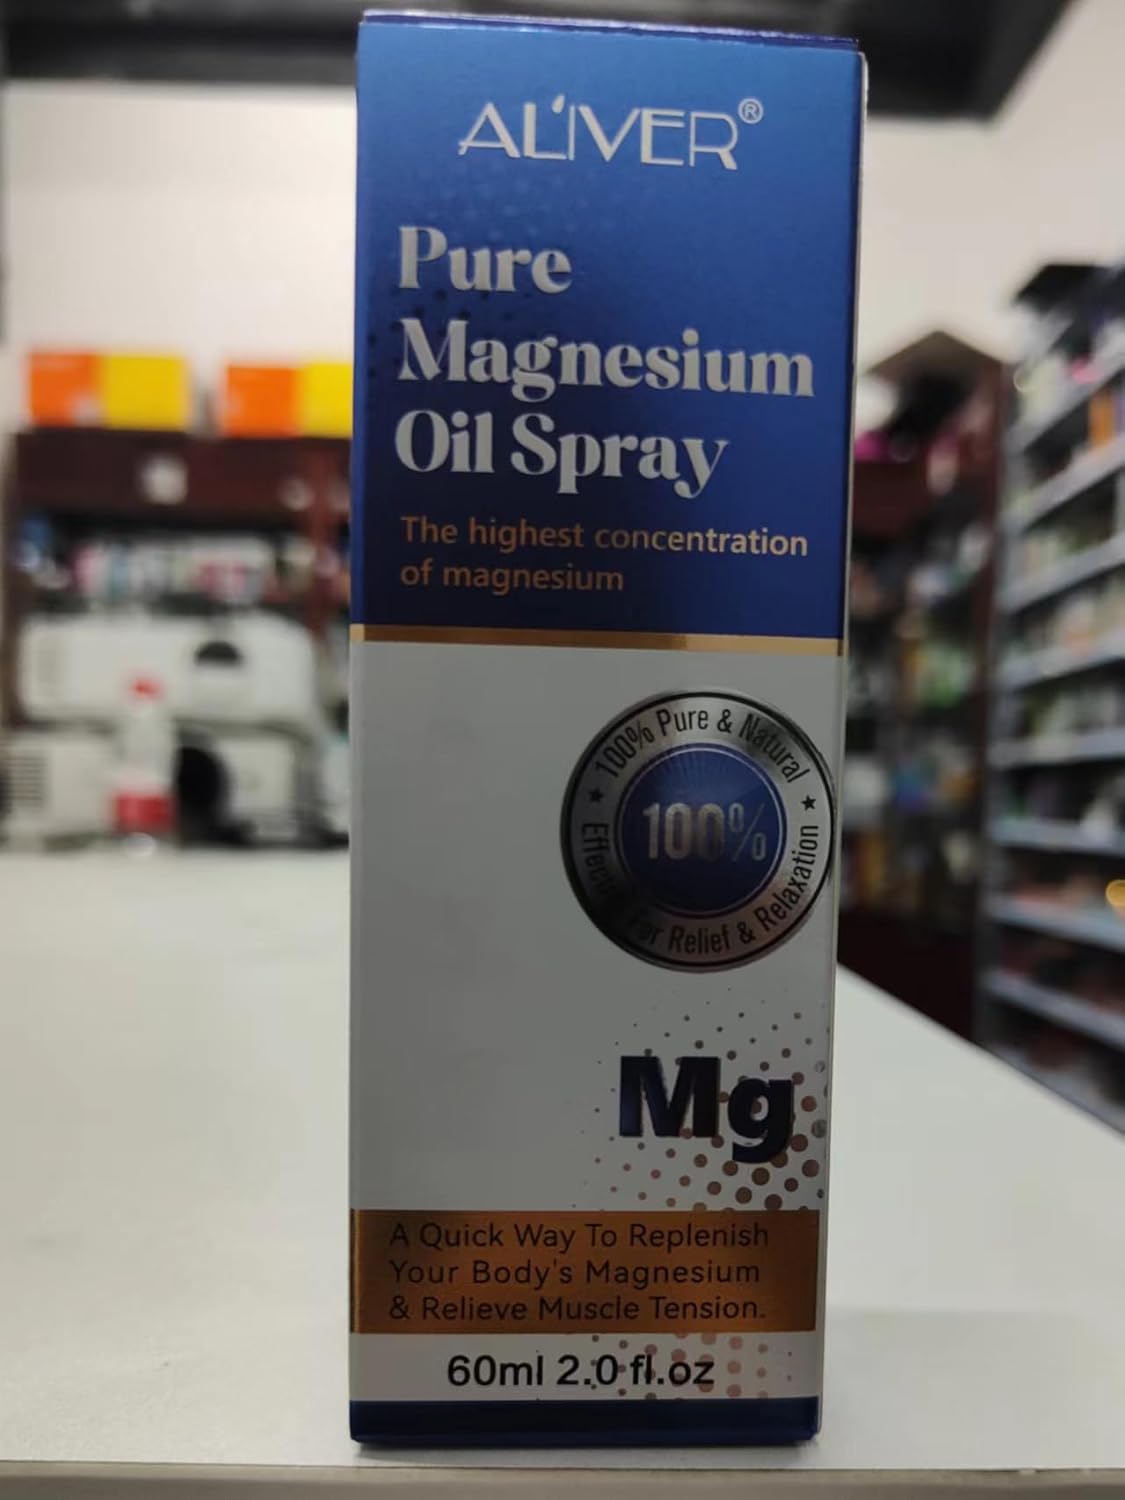 ALIVER®
Pure
Magnesium
Oil Spray
The highest concentration
of magnesium
100% Pure & Natural
100%
For Relief & Relaxation
Mg
A Quick Way To Replenish
Your Body's Magnesium
& Relieve Muscle Tension.
60ml 2.0 fl.oz